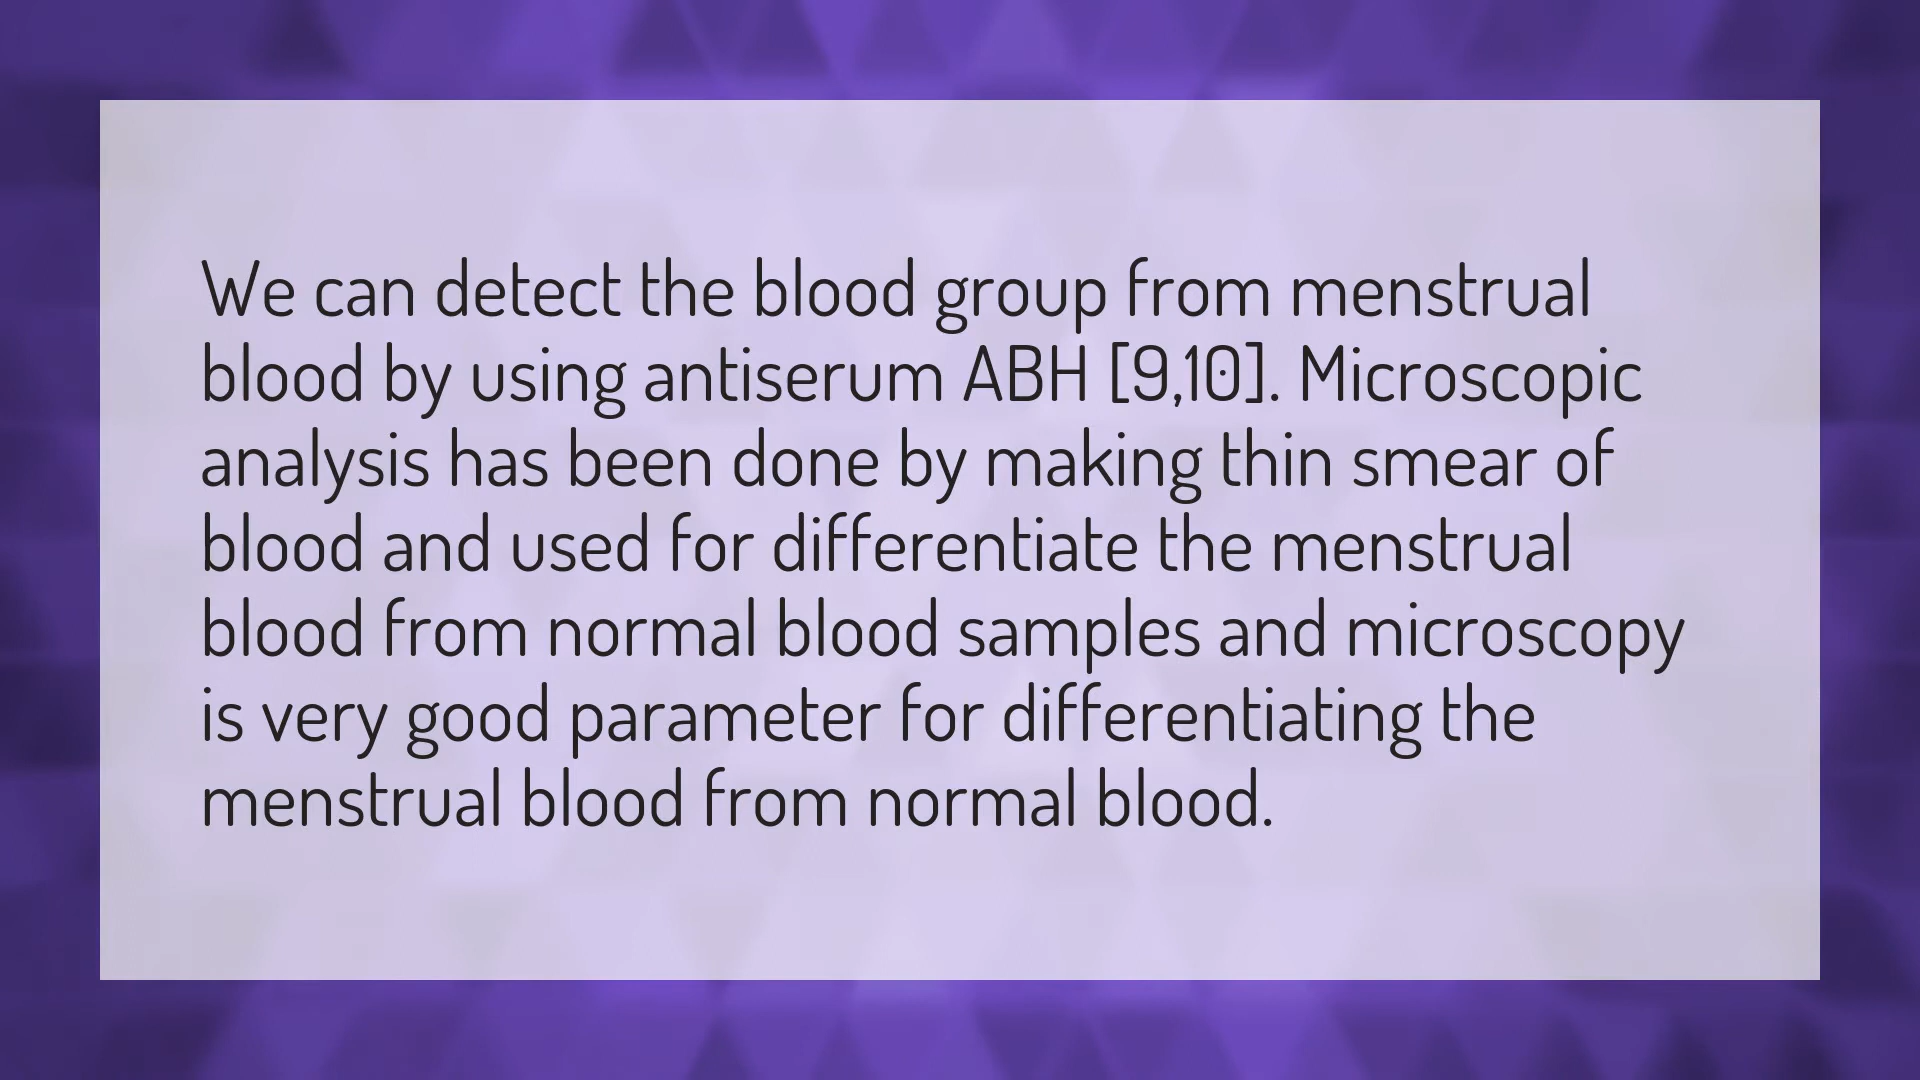 We can detect the blood group from menstrual
blood by using antiserum ABH [9,10]. Microscopic
analysis has been done by making thin smear of
blood and used for differentiate the menstrual
blood from normal blood samples and microscopy
is very good parameter for differentiating the
menstrual blood from normal blood.